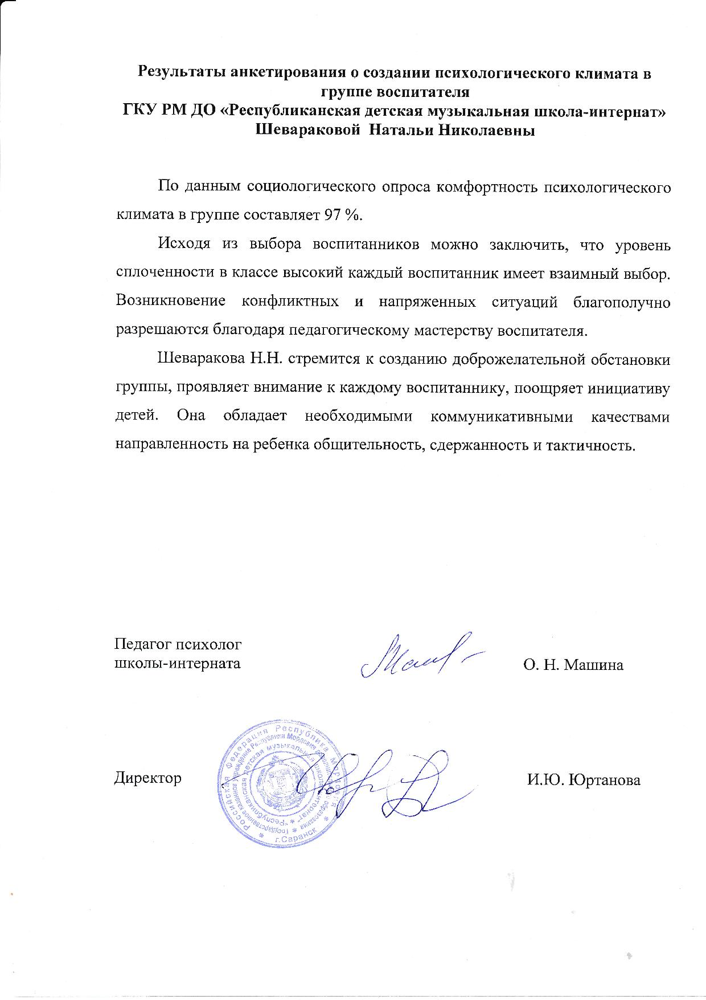 Результаты анкетирования о создании психологического климата в
группе воспитателя
ГКУ РМ ДО «Республиканская детская музыкальная школа-интернат»
Шевараковой Натальи Николаевны
По данным социологического опроса комфортность психологического
климата в группе составляет 97 %.
Исходя из выбора воспитанников можно заключить, что уровень
сплоченности в классе высокий каждый воспитанник имеет взаимный выбор.
Возникновение конфликтных и напряженных ситуаций благополучно
разрешаются благодаря педагогическому мастерству воспитателя.
Шеваракова Н.Н. стремится к созданию доброжелательной обстановки
группы, проявляет внимание к каждому воспитаннику, поощряет инициативу
детей. Она обладает необходимыми коммуникативными качествами
направленность на ребенка общительность, сдержанность и тактичность.
Педагог психолог
школы-интерната О. Н. Машина
Российская Федерация Республика Мордовия
г.Саранск
Государственное казенное учреждение Республики Мордовия образования
"Республиканская детская музыкальная школа-интернат"
Директор И.Ю. Юртанова